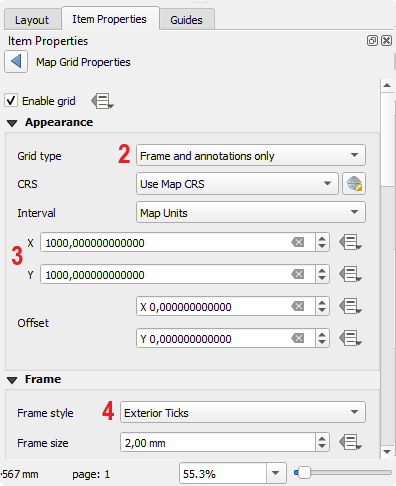 Layout Item Properties Guides
Item Properties
Map Grid Properties
Enable grid
Appearance
Grid type 2 Frame and annotations only
CRS Use Map CRS
Interval Map Units
3 X 1000,000000000000
Y 1000,000000000000
Offset X 0,000000000000
Y 0,000000000000
Frame
Frame style 4 Exterior Ticks
Frame size 2,00 mm
567 mm page: 1 55.3%